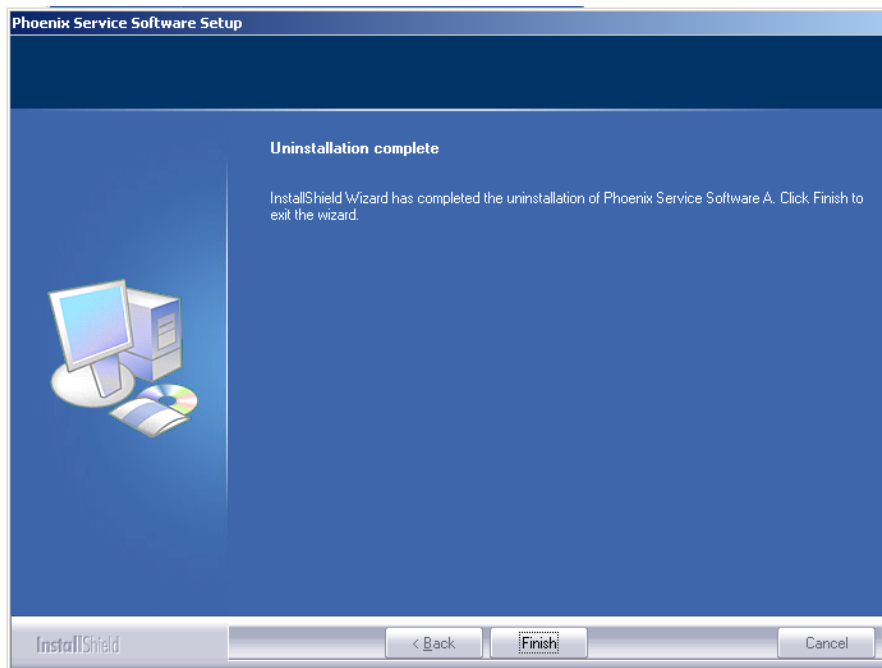 Phoenix Service Software Setup
Uninstallation complete
InstallShield Wizard has completed the uninstallation of Phoenix Service Software A. Click Finish to
exit the wizard.
InstallShield
< Back
Finish
Cancel